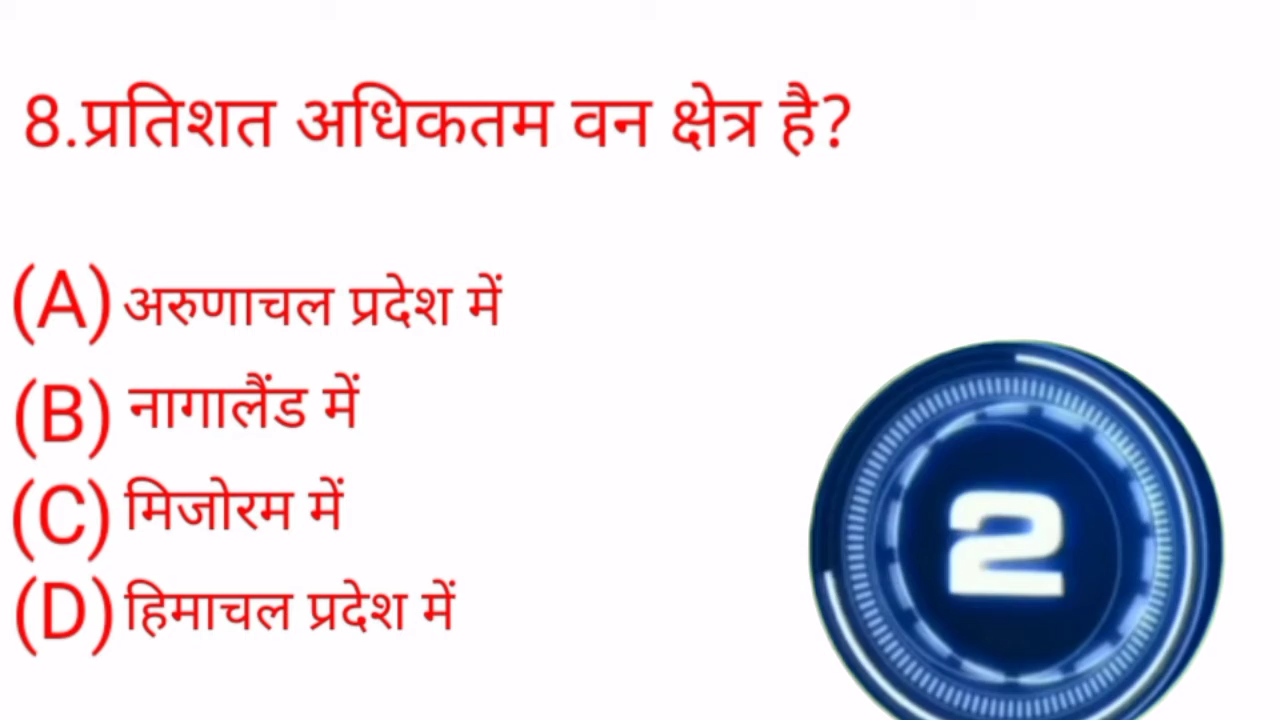 8.प्रतिशत अधिकतम वन क्षेत्र है?
(A) अरुणाचल प्रदेश में
(B) नागालैंड में
(C) मिजोरम में
(D) हिमाचल प्रदेश में
2